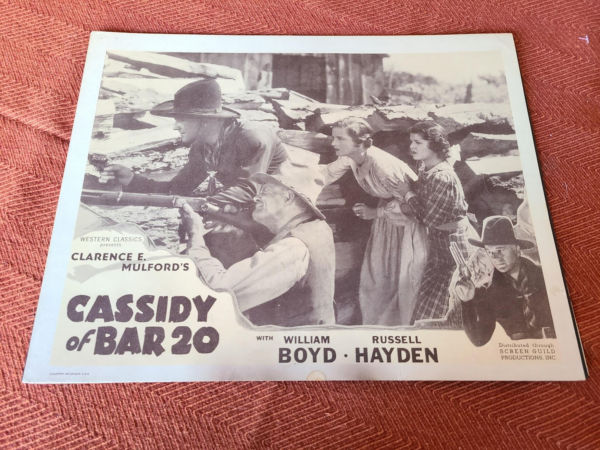 WESTERN CLASSICS
presents
CLARENCE E.
MULFORD'S
CASSIDY
of BAR 20
WITH WILLIAM BOYD · RUSSELL HAYDEN
Distributed through
SCREEN GUILD
PRODUCTIONS, INC